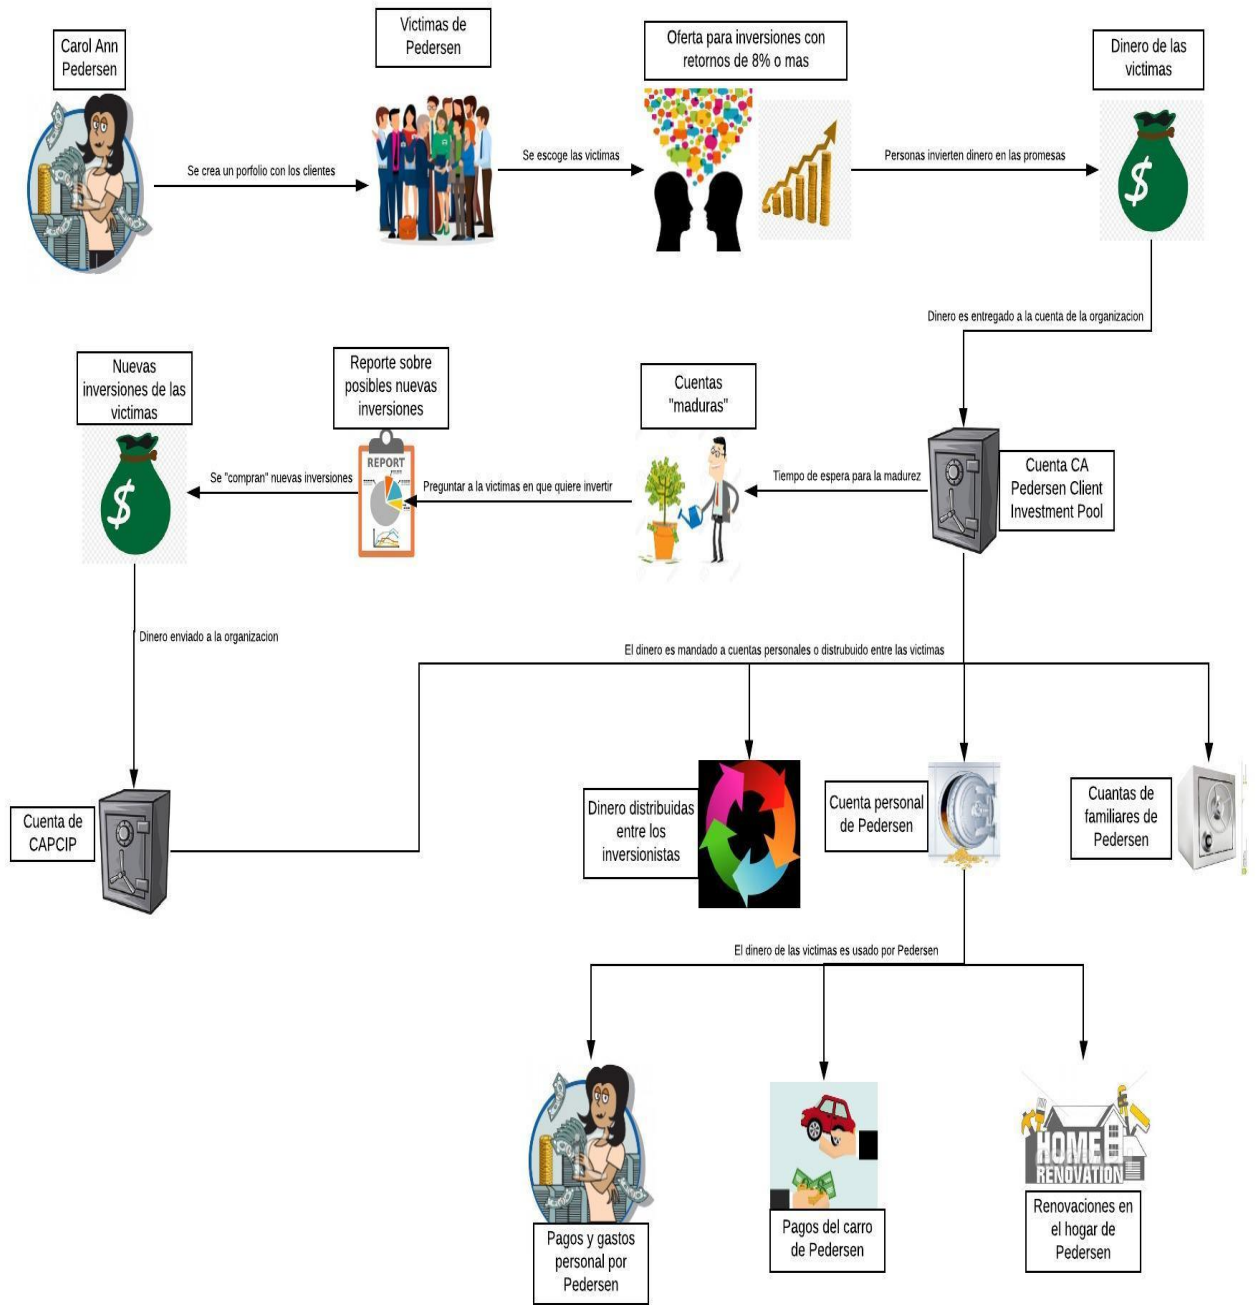 Carol Ann
Pedersen
Victimas de
Pedersen
Oferta para inversiones con
retornos de 8% o mas
Dinero de las
victimas
Se crea un porfolio con los clientes
Se escoge las victimas
Personas invierten dinero en las promesas
Dinero es entregado a la cuenta de la organizacion
Nuevas
inversiones de las
victimas
Reporte sobre
posibles nuevas
inversiones
Cuentas
"maduras"
Cuenta CA
Pedersen Client
Investment Pool
REPORT
Se "compran" nuevas inversiones
Preguntar a la victimas en que quiere invertir
Tiempo de espera para la madurez
Dinero enviado a la organizacion
El dinero es mandado a cuentas personales o distrubuido entre las victimas
Cuenta de
CAPCIP
Dinero distribuidas
entre los
inversionistas
Cuenta personal
de Pedersen
Cuantas de
familiares de
Pedersen
El dinero de las victimas es usado por Pedersen
HOME
RENOVATION
Pagos y gastos
personal por
Pedersen
Pagos del carro
de Pedersen
Renovaciones en
el hogar de
Pedersen